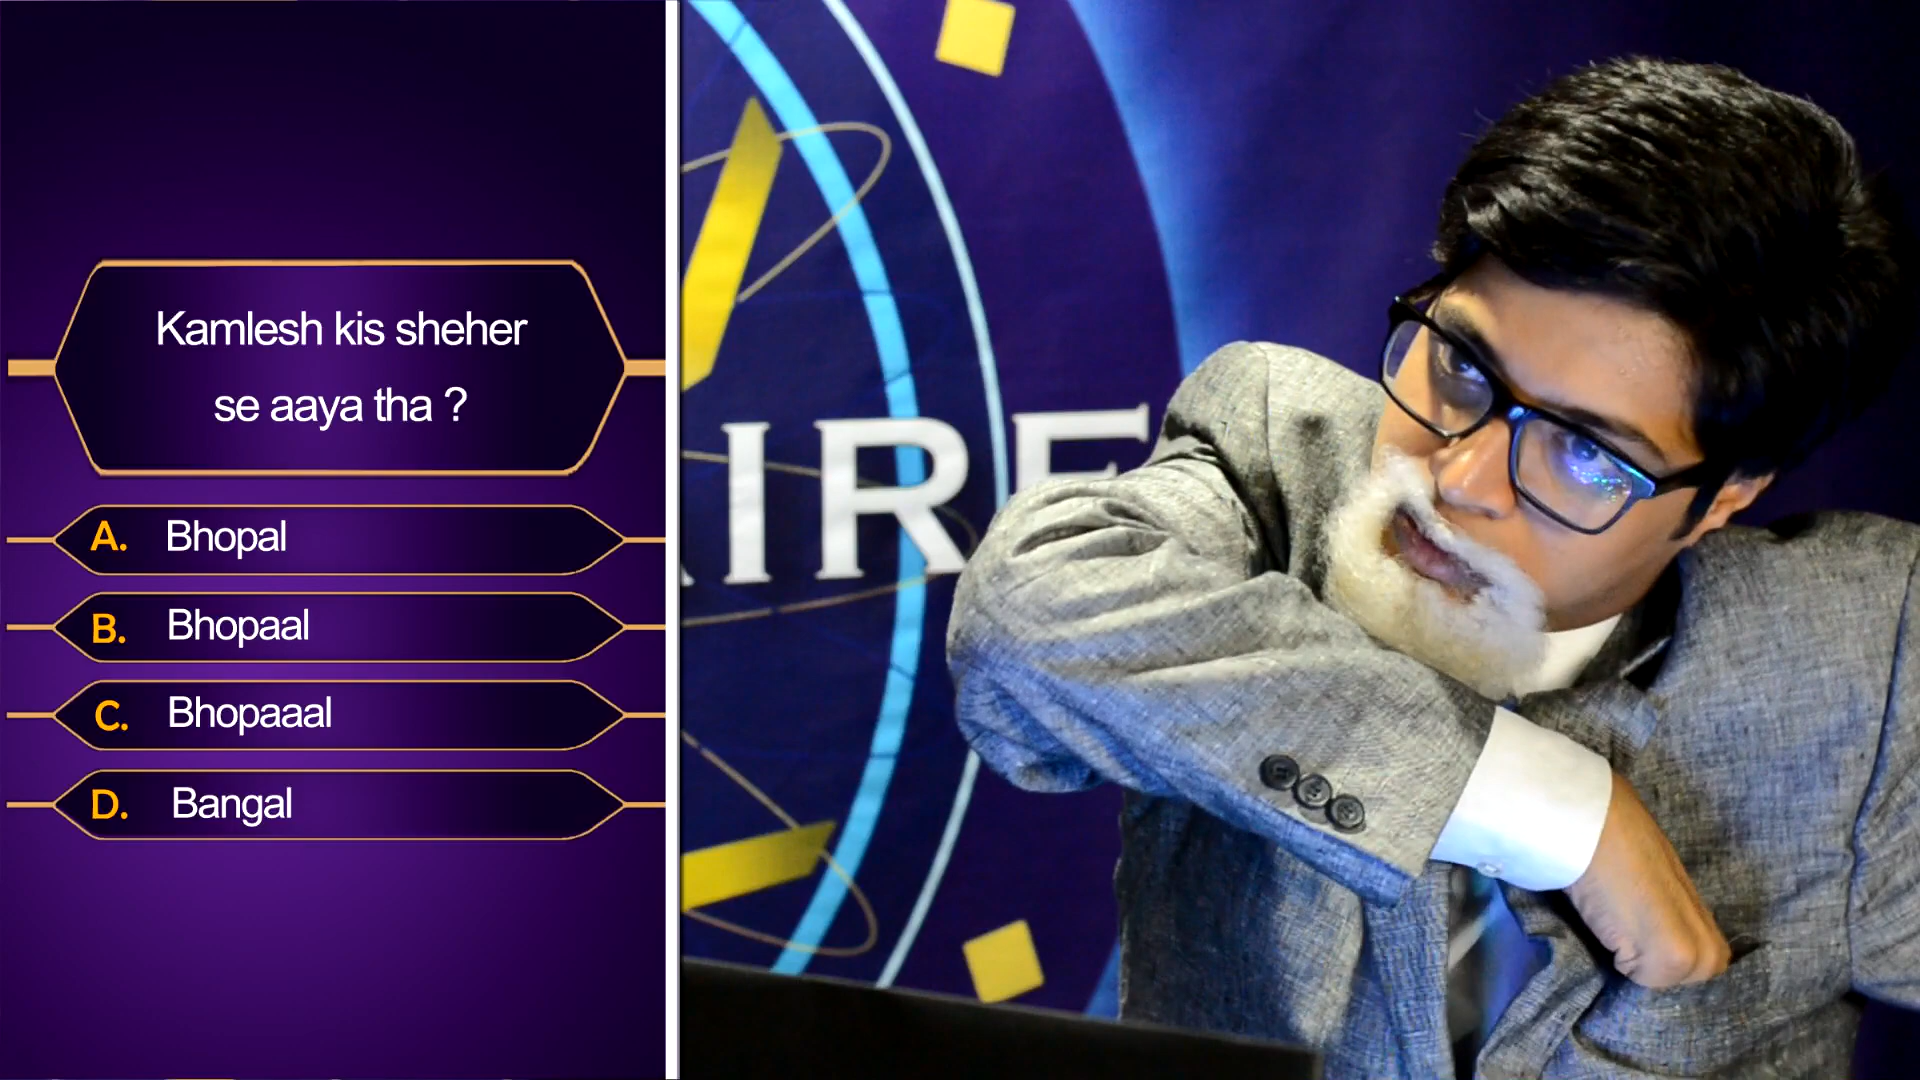 Kamlesh kis sheher
se aaya tha ?
A. Bhopal
B. Bhopaal
C. Bhopaaal
D. Bangal
IRE